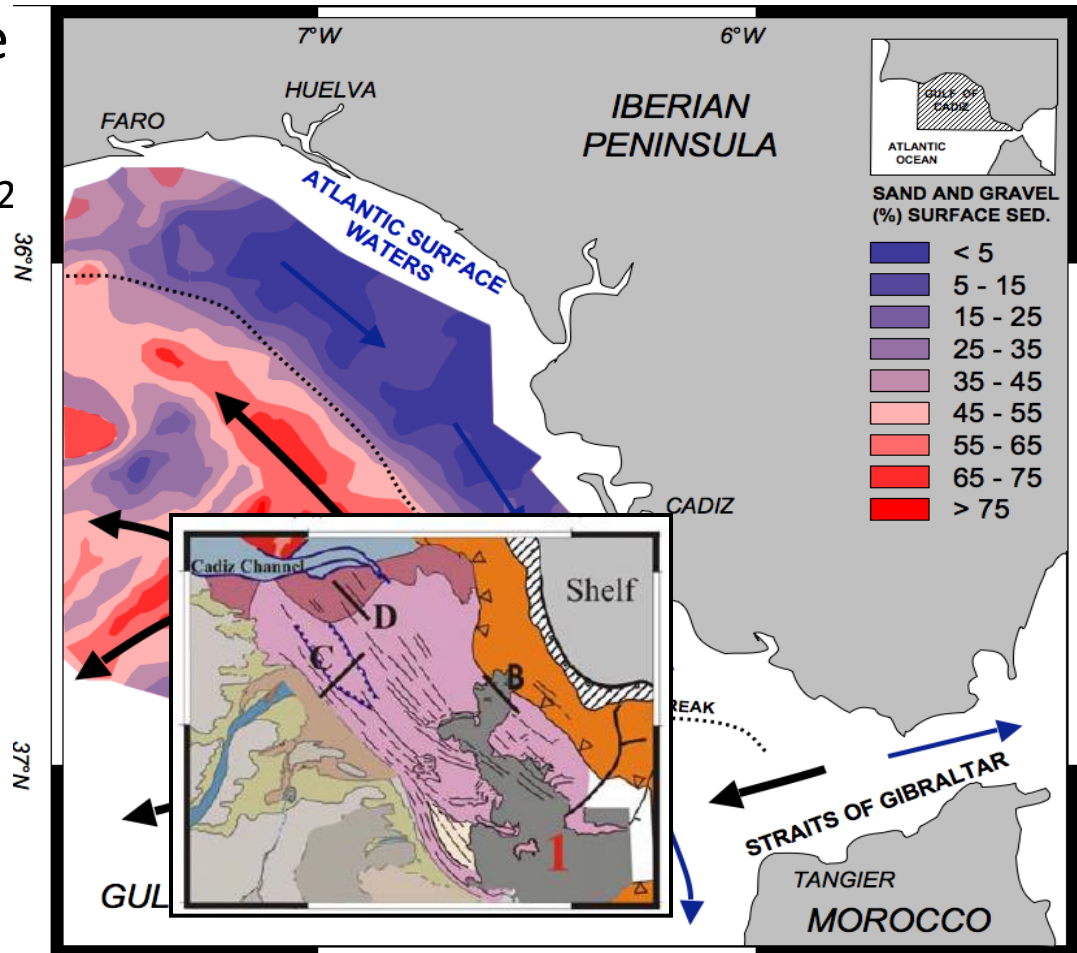 e
2
7°W
6°W
HUELVA
FARO
IBERIAN
PENINSULA
GULF OF
CADIZ
ATLANTIC
OCEAN
SAND AND GRAVEL
(%) SURFACE SED.
< 5
5 - 15
15 - 25
25 - 35
35 - 45
45 - 55
55 - 65
65 - 75
> 75
ATLANTIC SURFACE
WATERS
36°N
CADIZ
Cadiz Channel
Shelf
D
C
B
1
REAK
37°N
STRAITS OF GIBRALTAR
TANGIER
MOROCCO
GUL